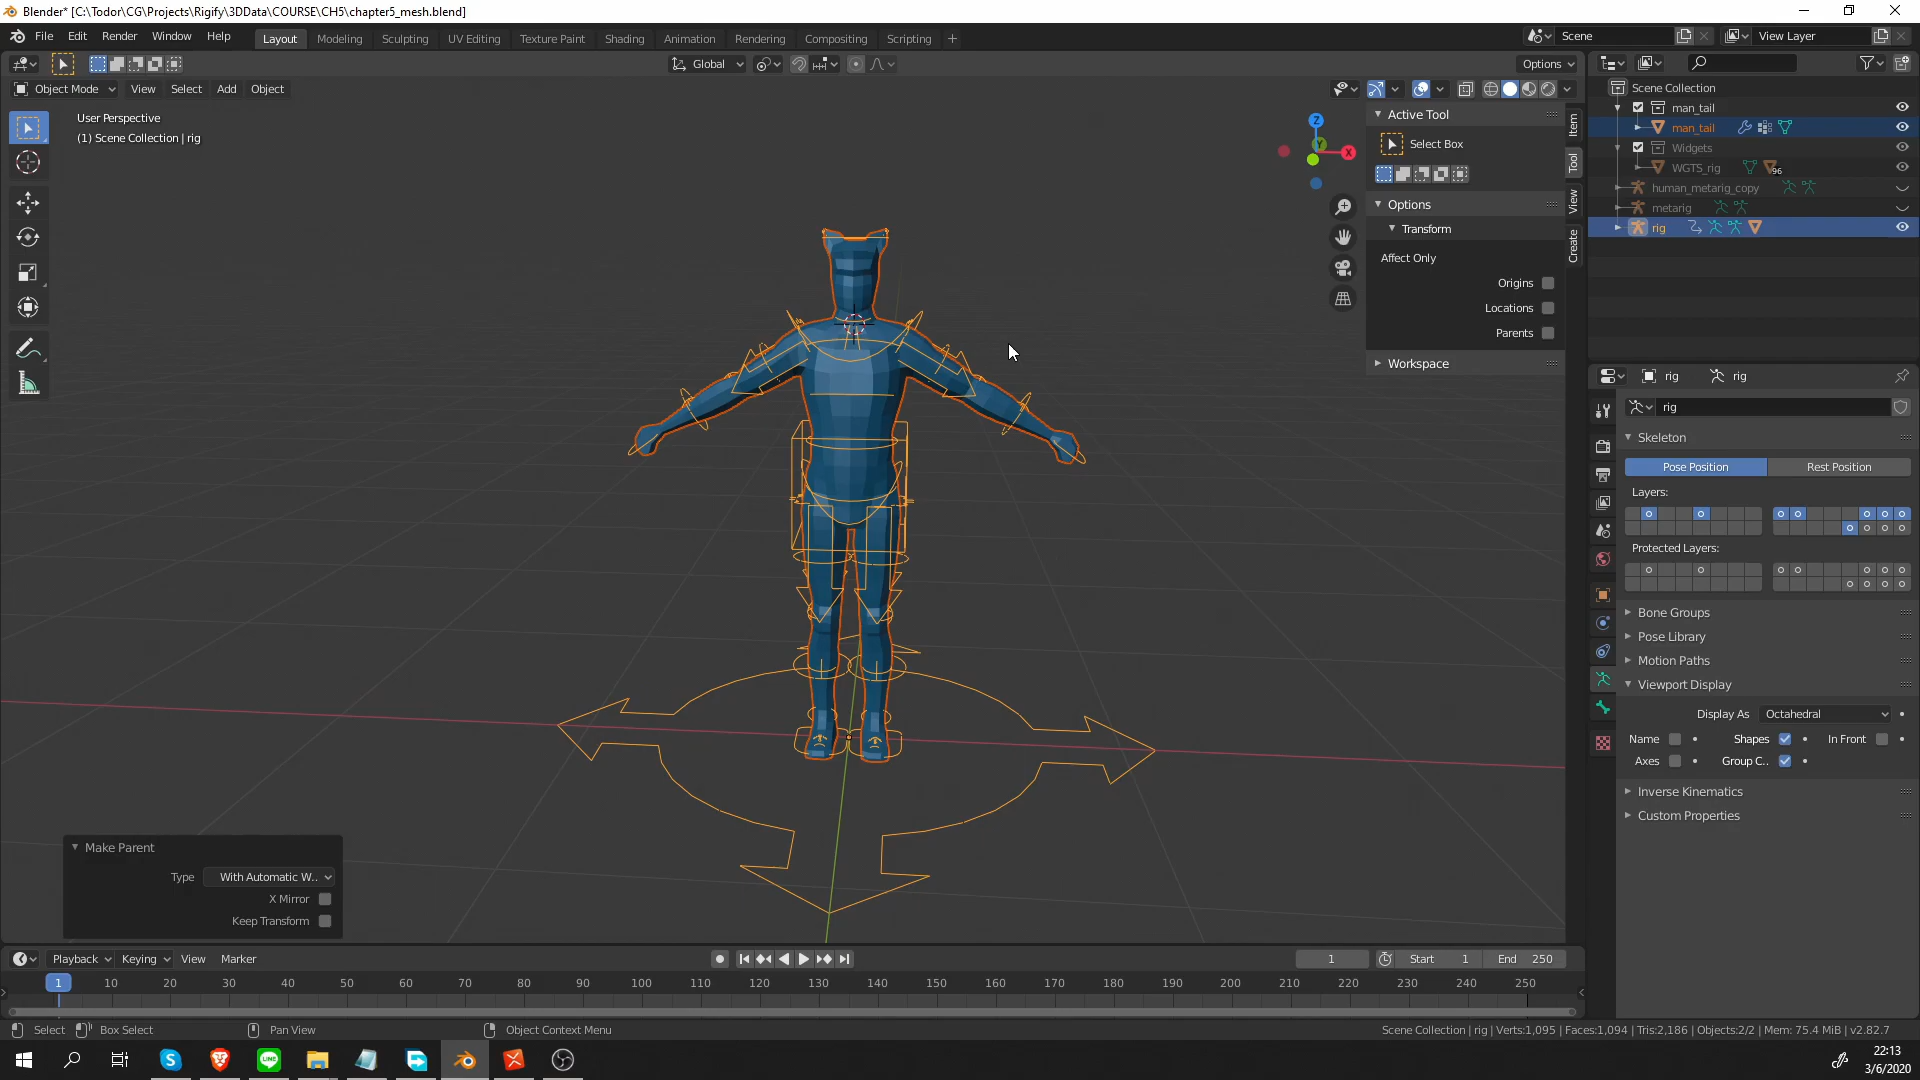 Blender* [C:\Todor\CG\Projects\Rigify\3DData\COURSE\CH5\chapter5_mesh.blend]
File Edit Render Window Help Layout Modeling Sculpting UV Editing Texture Paint Shading Animation Rendering Compositing Scripting + Scene View Layer
Global Options
Object Mode View Select Add Object
User Perspective
(1) Scene Collection | rig
Z
Y
X
Active Tool
Select Box
Options
Transform
Affect Only
Origins
Locations
Parents
Workspace
Item
Tool
View
Create
Scene Collection
man_tail
man_tail
Widgets
WGTS_rig 96
human_metarig_copy
metarig
rig
rig rig
rig
Skeleton
Pose Position Rest Position
Layers:
Protected Layers:
Bone Groups
Pose Library
Motion Paths
Viewport Display
Display As Octahedral
Name Shapes In Front
Axes Group C..
Inverse Kinematics
Custom Properties
Make Parent
Type With Automatic W..
X Mirror
Keep Transform
Playback Keying View Marker 1 Start 1 End 250
1 10 20 30 40 50 60 70 80 90 100 110 120 130 140 150 160 170 180 190 200 210 220 230 240 250
Select Box Select Pan View Object Context Menu Scene Collection | rig | Verts:1,095 | Faces:1,094 | Tris:2,186 | Objects:2/2 | Mem: 75.4 MiB | v2.82.7
LINE
22:13
3/6/2020